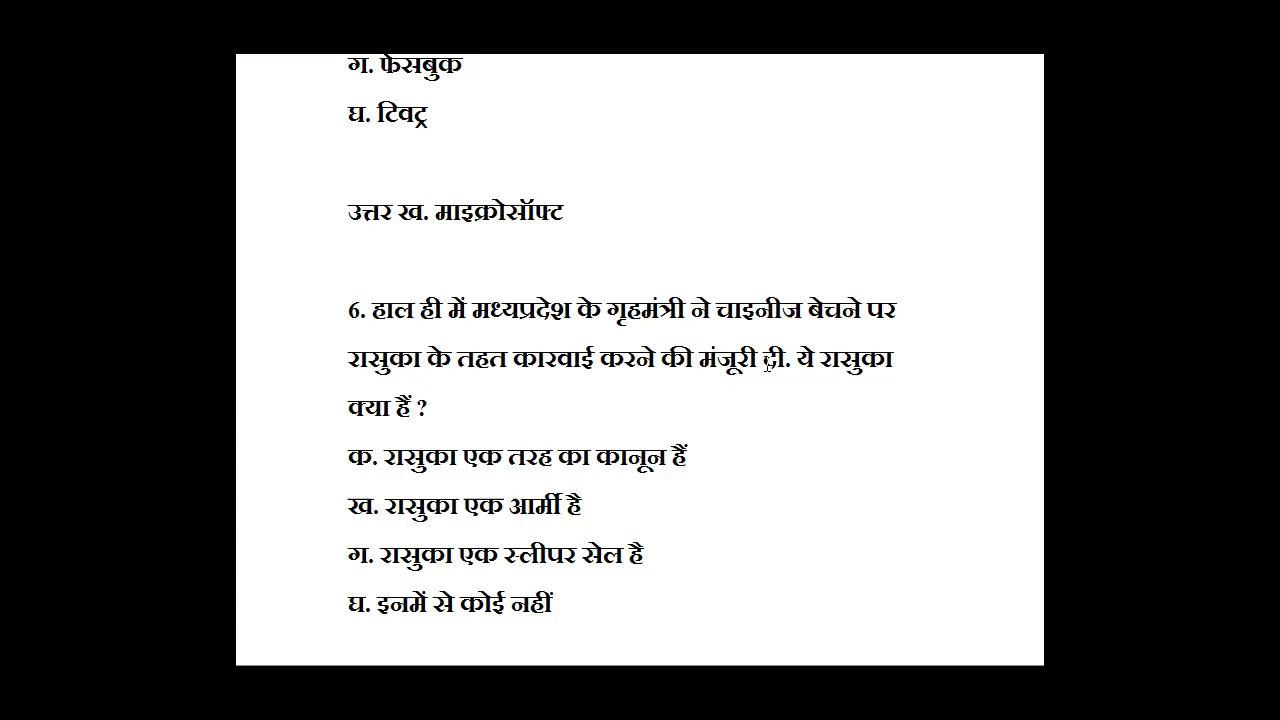 ग. फेसबुक
घ. टिवट्र
उत्तर ख. माइक्रोसॉफ्ट
6. हाल ही में मध्यप्रदेश के गृहमंत्री ने चाइनीज बेचने पर
रासुका के तहत कारवाई करने की मंजूरी दी. ये रासुका
क्या हैं ?
क. रासुका एक तरह का कानून हैं
ख. रासुका एक आर्मी है
ग. रासुका एक स्लीपर सेल है
घ. इनमें से कोई नहीं